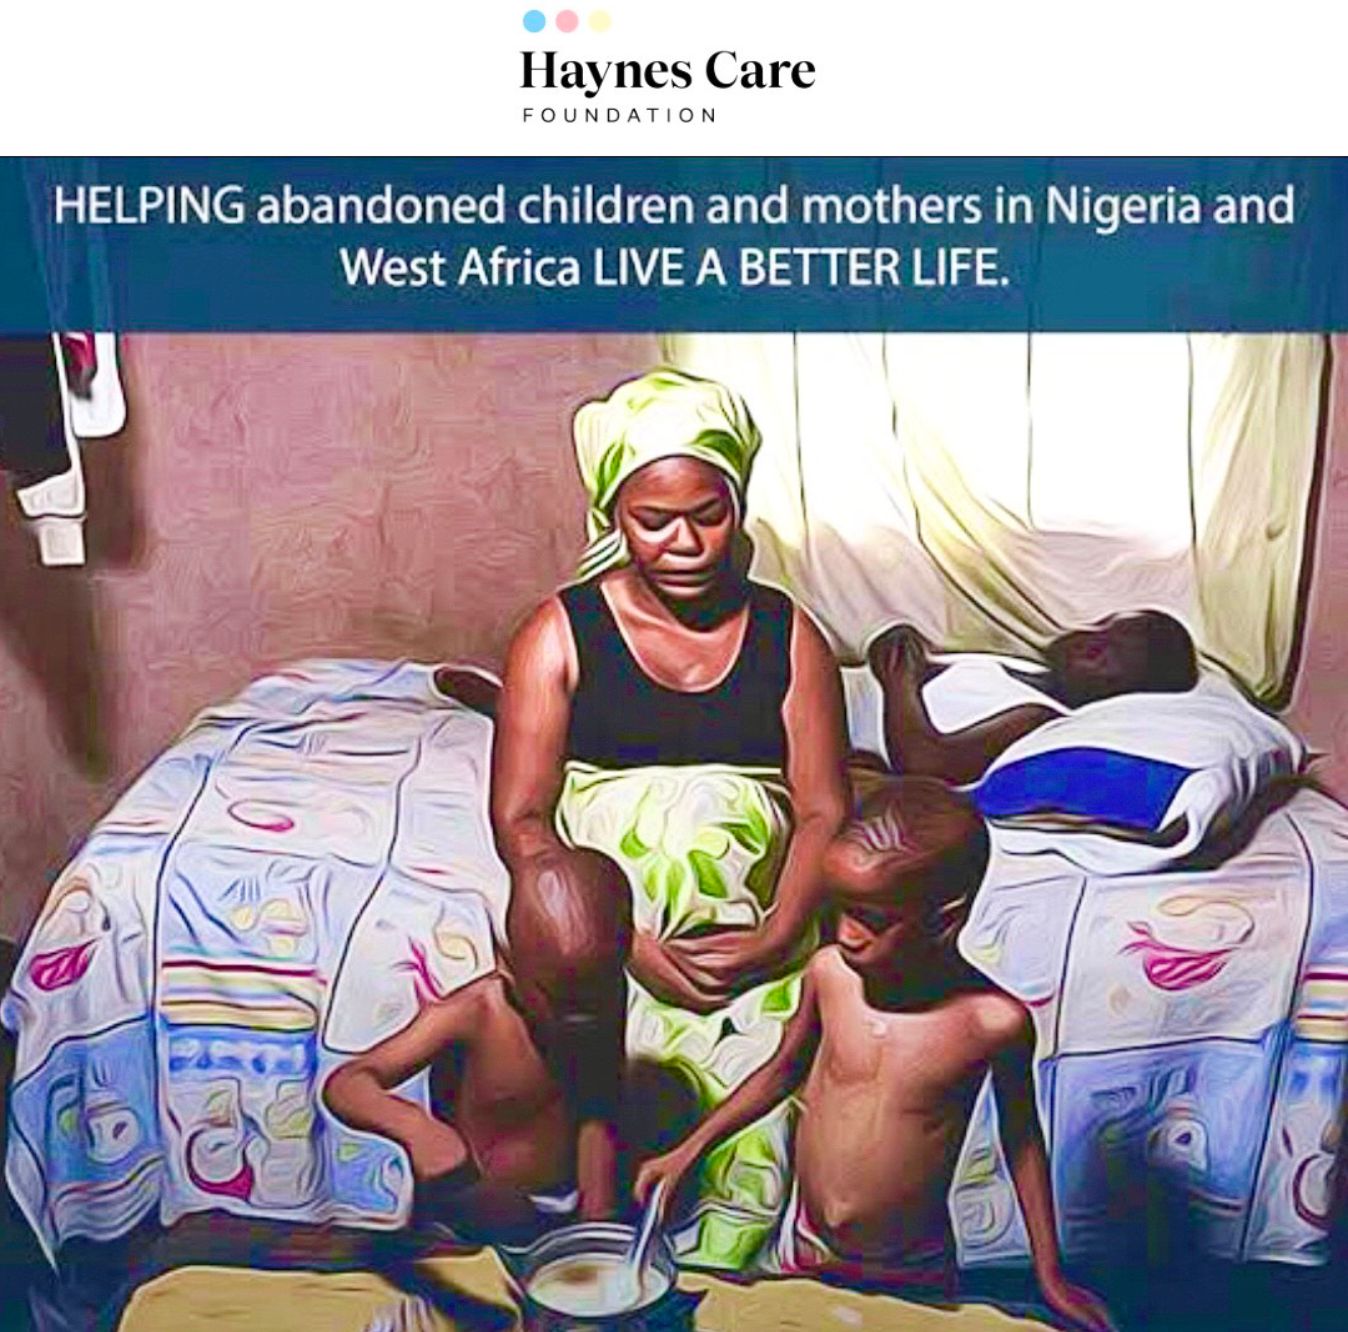 Haynes Care
FOUNDATION
HELPING abandoned children and mothers in Nigeria and
West Africa LIVE A BETTER LIFE.